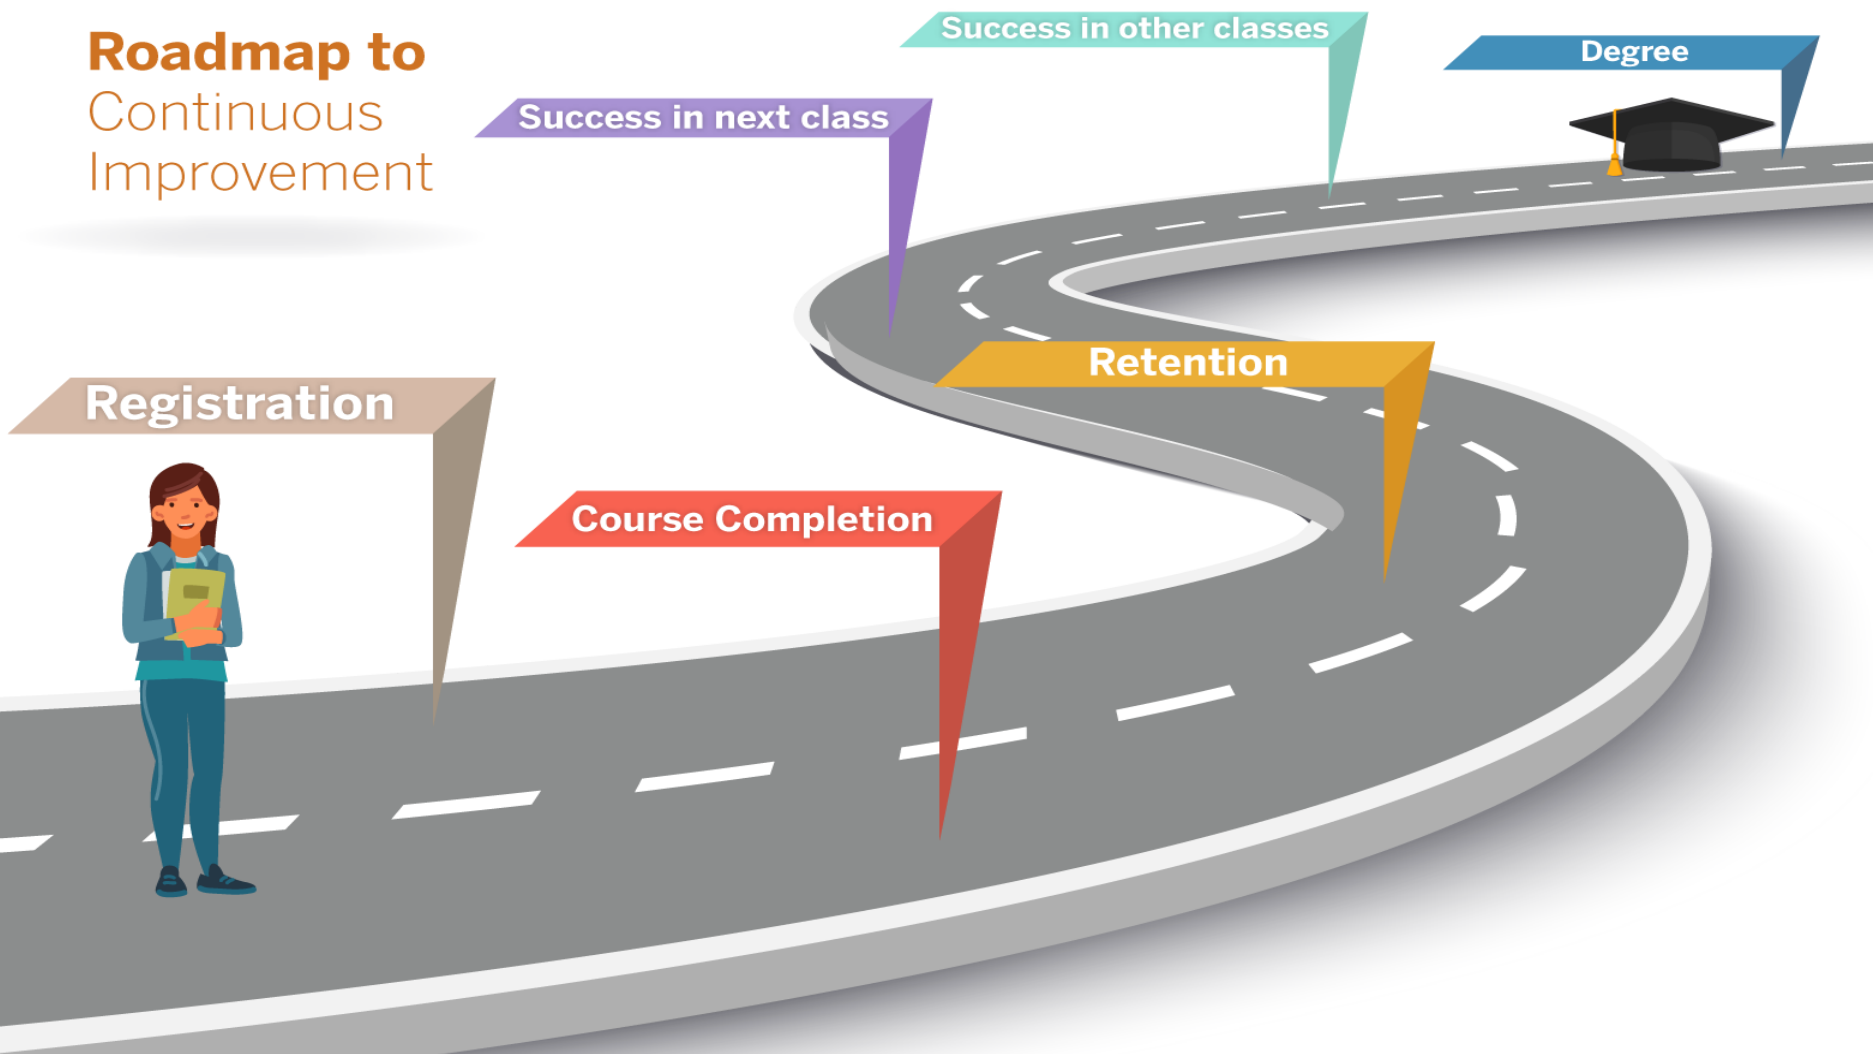 Roadmap to
Continuous
Improvement
Success in other classes
Degree
Success in next class
Retention
Registration
Course Completion